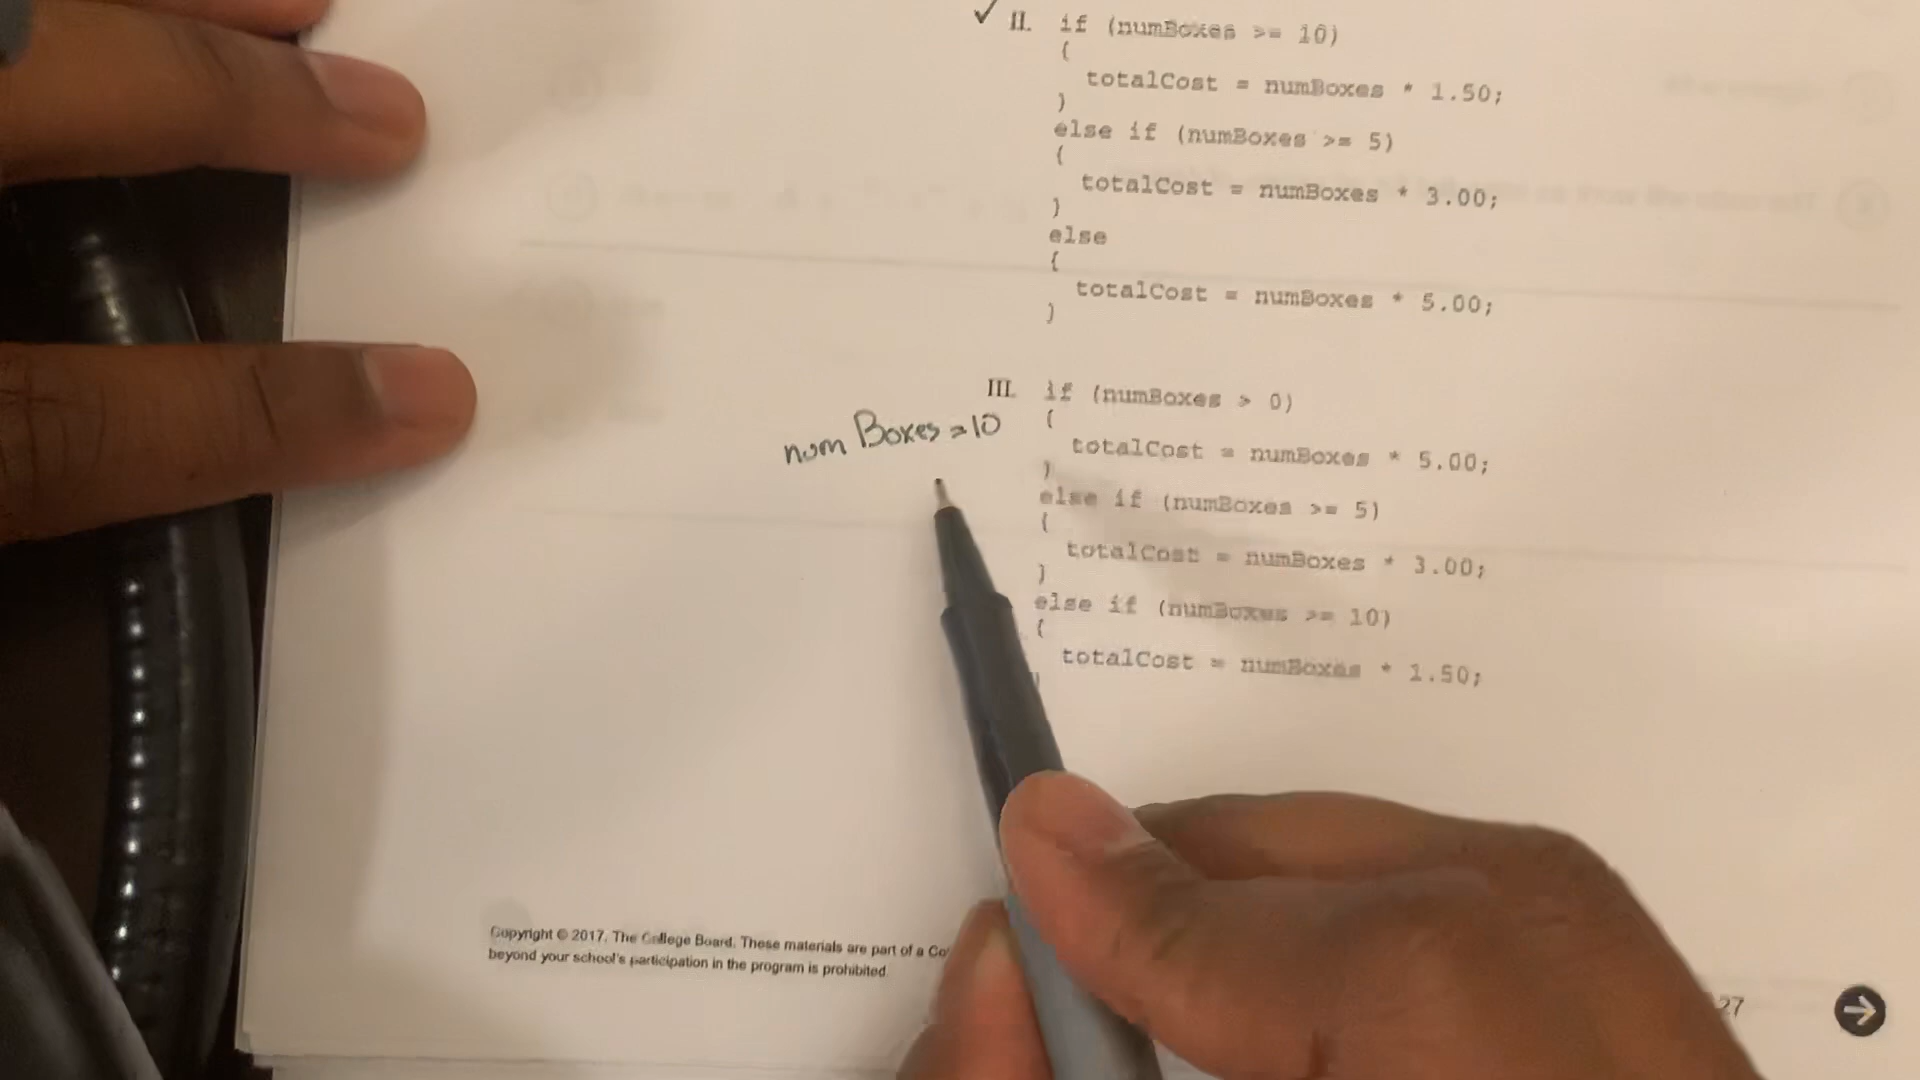 II. if (numBoxes >= 10)
{
totalCost = numBoxes * 1.50;
}
else if (numBoxes >= 5)
{
totalCost = numBoxes * 3.00;
}
else
{
totalCost = numBoxes * 5.00;
}
III. if (numBoxes > 0)
{
totalCost = numBoxes * 5.00;
}
else if (numBoxes >= 5)
{
totalCost = numBoxes * 3.00;
}
else if (numBoxes >= 10)
{
totalCost = numBoxes * 1.50;
}
num Boxes = 10
Copyright © 2017. The College Board. These materials are part of a Co
beyond your school's participation in the program is prohibited.
27